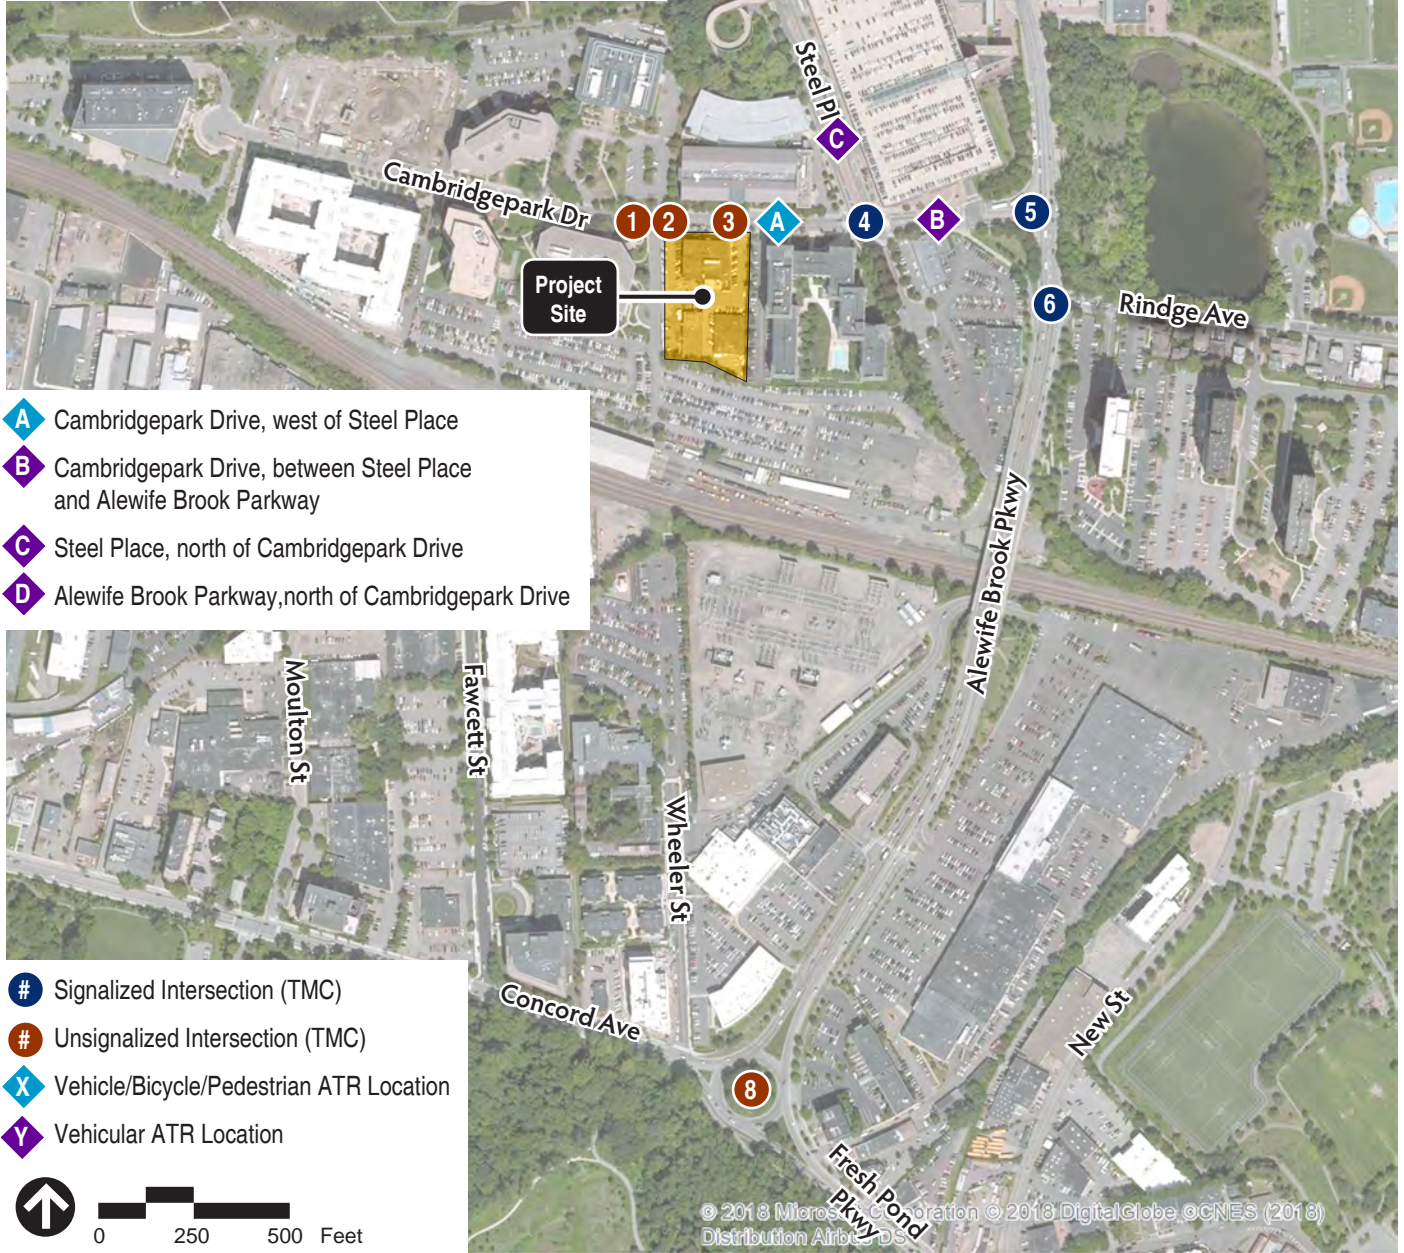 Steel Pl
C
Cambridgepark Dr
1
2
3
A
4
B
5
6
Project
Site
Rindge Ave
A Cambridgepark Drive, west of Steel Place
B Cambridgepark Drive, between Steel Place
and Alewife Brook Parkway
C Steel Place, north of Cambridgepark Drive
D Alewife Brook Parkway,north of Cambridgepark Drive
Alewife Brook Pkwy
Moulton St
Fawcett St
Wheeler St
Concord Ave
New St
8
Fresh Pond
Pkwy
# Signalized Intersection (TMC)
# Unsignalized Intersection (TMC)
X Vehicle/Bicycle/Pedestrian ATR Location
Y Vehicular ATR Location
0 250 500 Feet
© 2018 Microsoft Corporation © 2018 DigitalGlobe ©CNES (2018)
Distribution Airbus DS